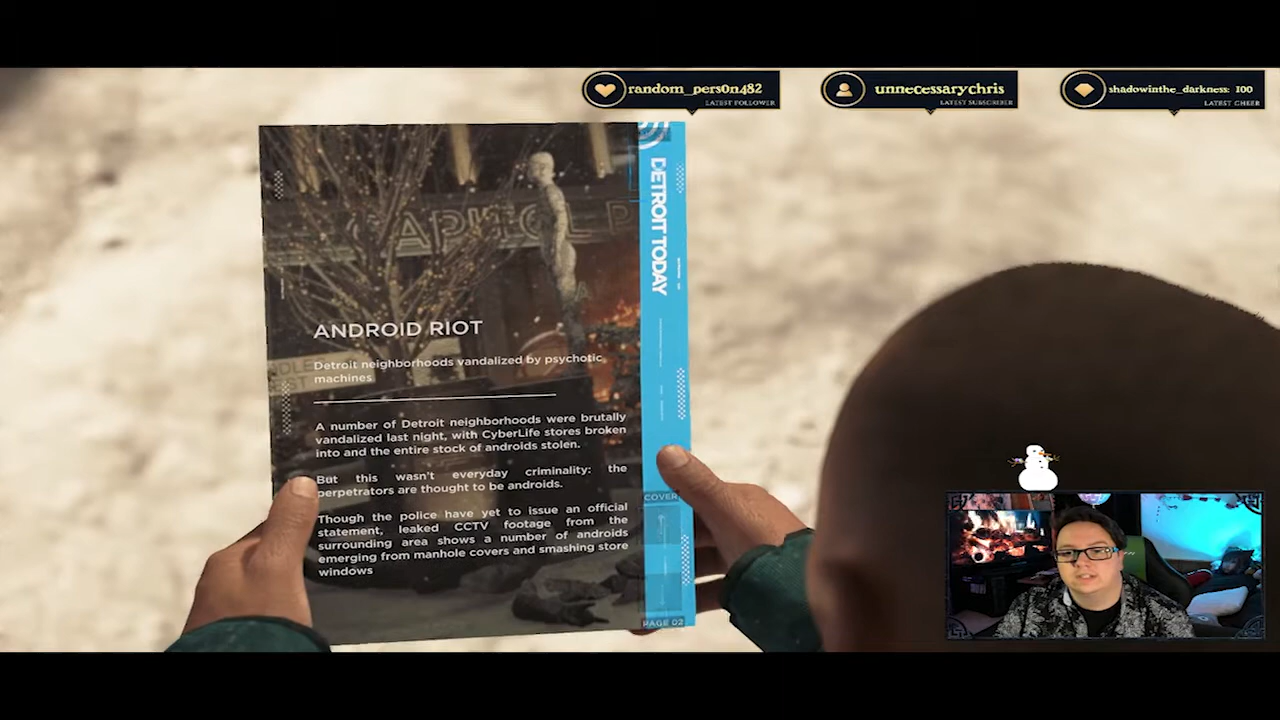 random_pers0n482
LATEST FOLLOWER
unnecessarychris
LATEST SUBSCRIBER
shadowinthe_darkness: 100
LATEST CHEER
DETROIT TODAY
CAPITOL P
ANDROID RIOT
Detroit neighborhoods vandalized by psychotic
machines
A number of Detroit neighborhoods were brutally
vandalized last night, with CyberLife stores broken
into and the entire stock of androids stolen.
But this wasn't everyday criminality: the
perpetrators are thought to be androids.
Though the police have yet to issue an official
statement, leaked CCTV footage from the
surrounding area shows a number of androids
emerging from manhole covers and smashing store
windows
COVER
PAGE 02